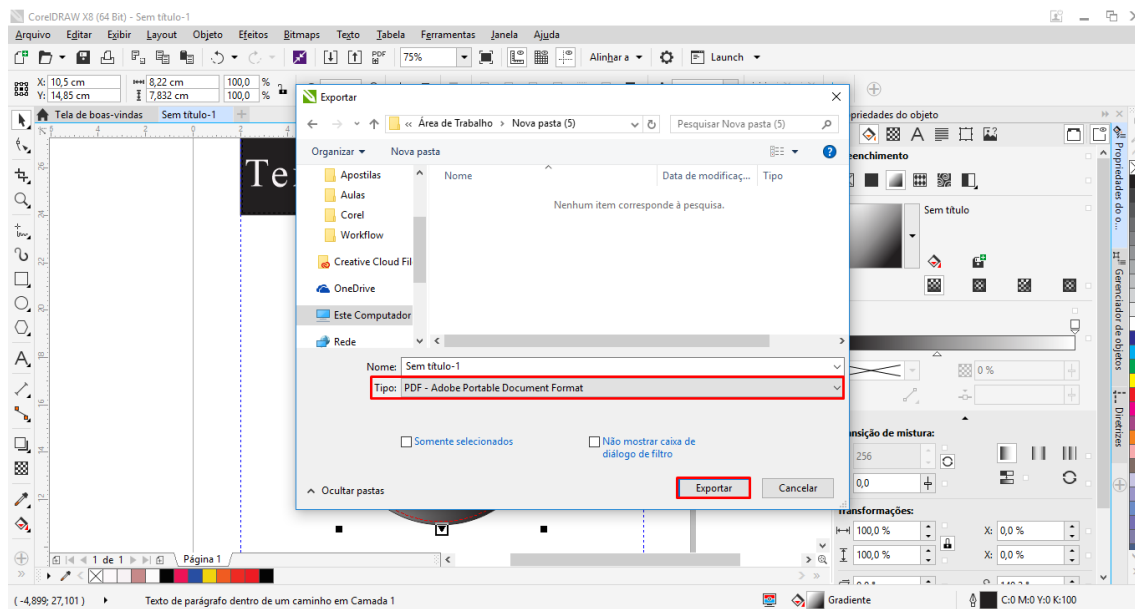 CorelDRAW X8 (64 Bit) - Sem título-1
Arquivo Editar Exibir Layout Objeto Efeitos Bitmaps Texto Tabela Ferramentas Janela Ajuda
PDF 75% Alinhar Launch
X: 10,5 cm 8,22 cm 100,0 %
Y: 14,85 cm 7,832 cm 100,0 %
Tela de boas-vindas Sem título-1
Exportar
« Área de Trabalho > Nova pasta (5) Pesquisar Nova pasta (5)
Organizar Nova pasta
Apostilas
Aulas
Corel
Workflow
Creative Cloud Fil
OneDrive
Este Computador
Rede
Nome Data de modificaç... Tipo
Nenhum item corresponde à pesquisa.
Nome: Sem título-1
Tipo: PDF - Adobe Portable Document Format
Somente selecionados
Não mostrar caixa de
diálogo de filtro
Ocultar pastas Exportar Cancelar
priedades do objeto
eenchimento
Sem título
0 %
nsição de mistura:
256
0,0
Transformações:
100,0 % X: 0,0 %
100,0 % X: 0,0 %
Propriedades do o...
Gerenciador de objetos
Diretrizes
1 de 1 Página 1
( -4,899; 27,101 ) Texto de parágrafo dentro de um caminho em Camada 1 Gradiente C:0 M:0 Y:0 K:100